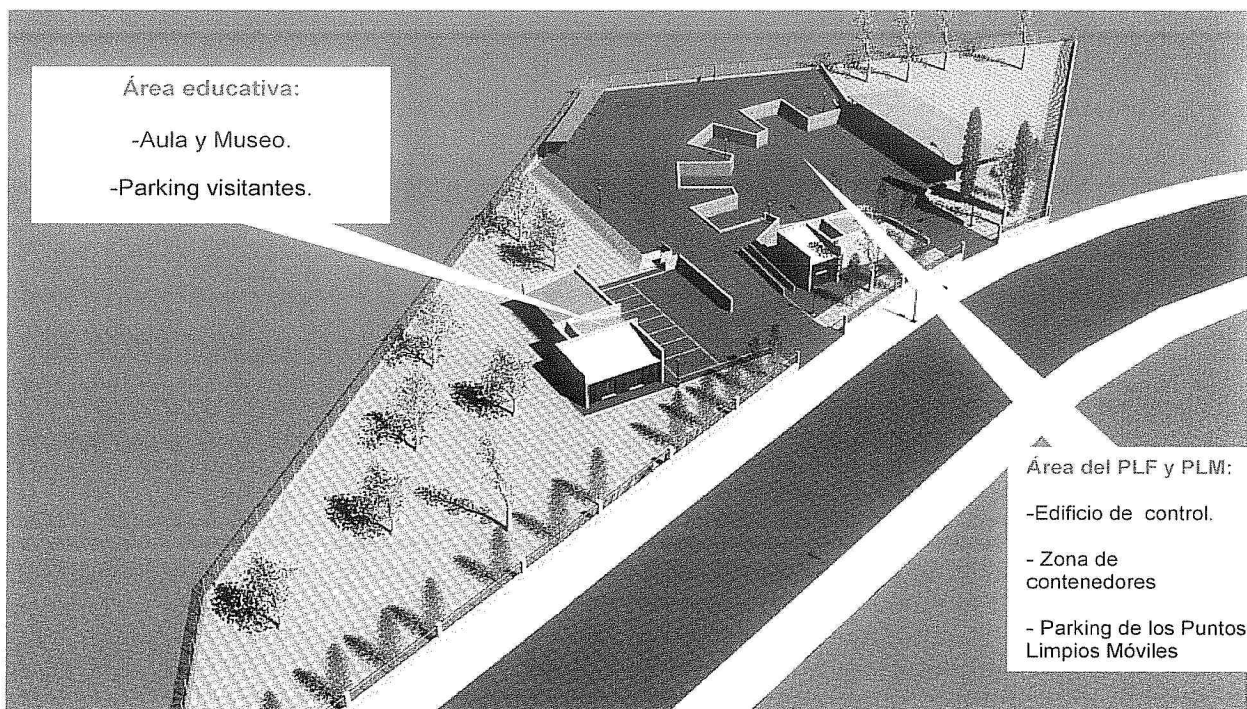 Área educativa:
-Aula y Museo.
-Parking visitantes.
Área del PLF y PLM:
-Edificio de control.
- Zona de
contenedores
- Parking de los Puntos
Limpios Móviles